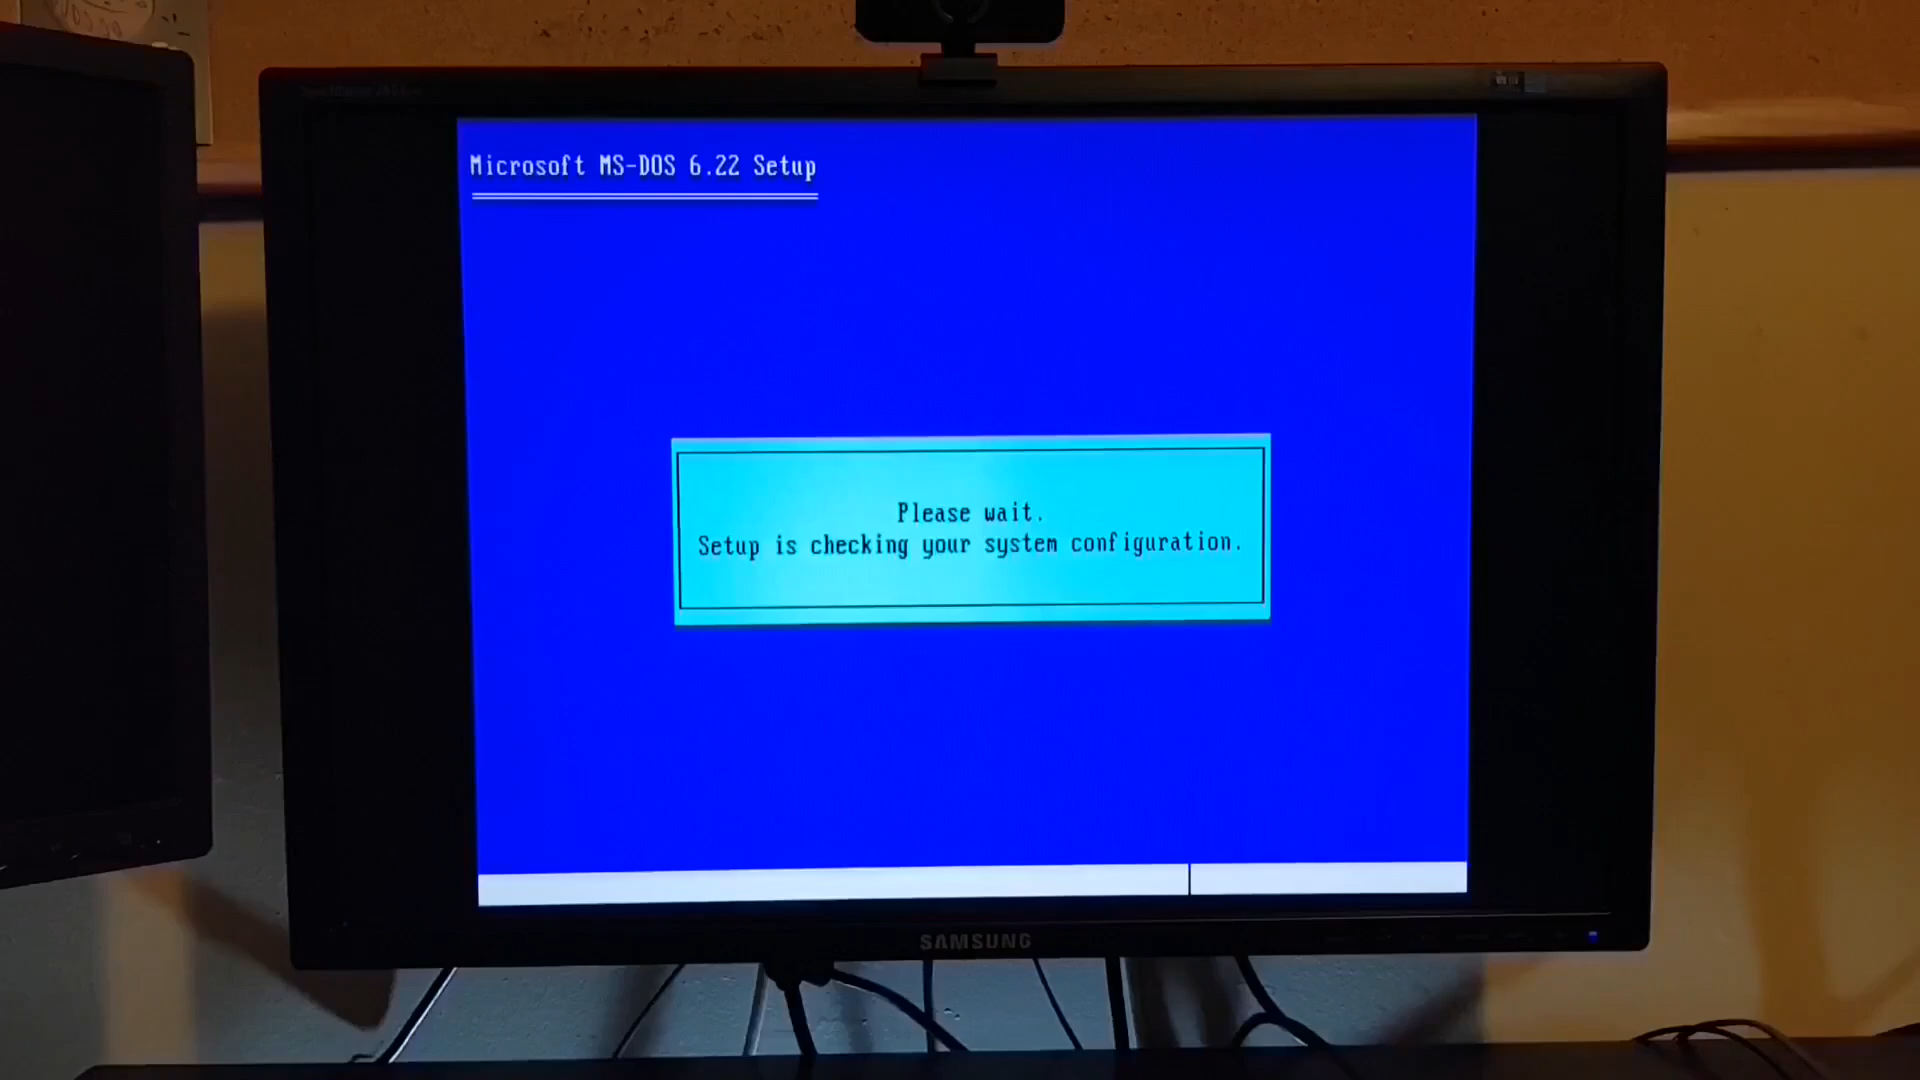 Microsoft MS-DOS 6.22 Setup
Please wait.
Setup is checking your system configuration.
SAMSUNG